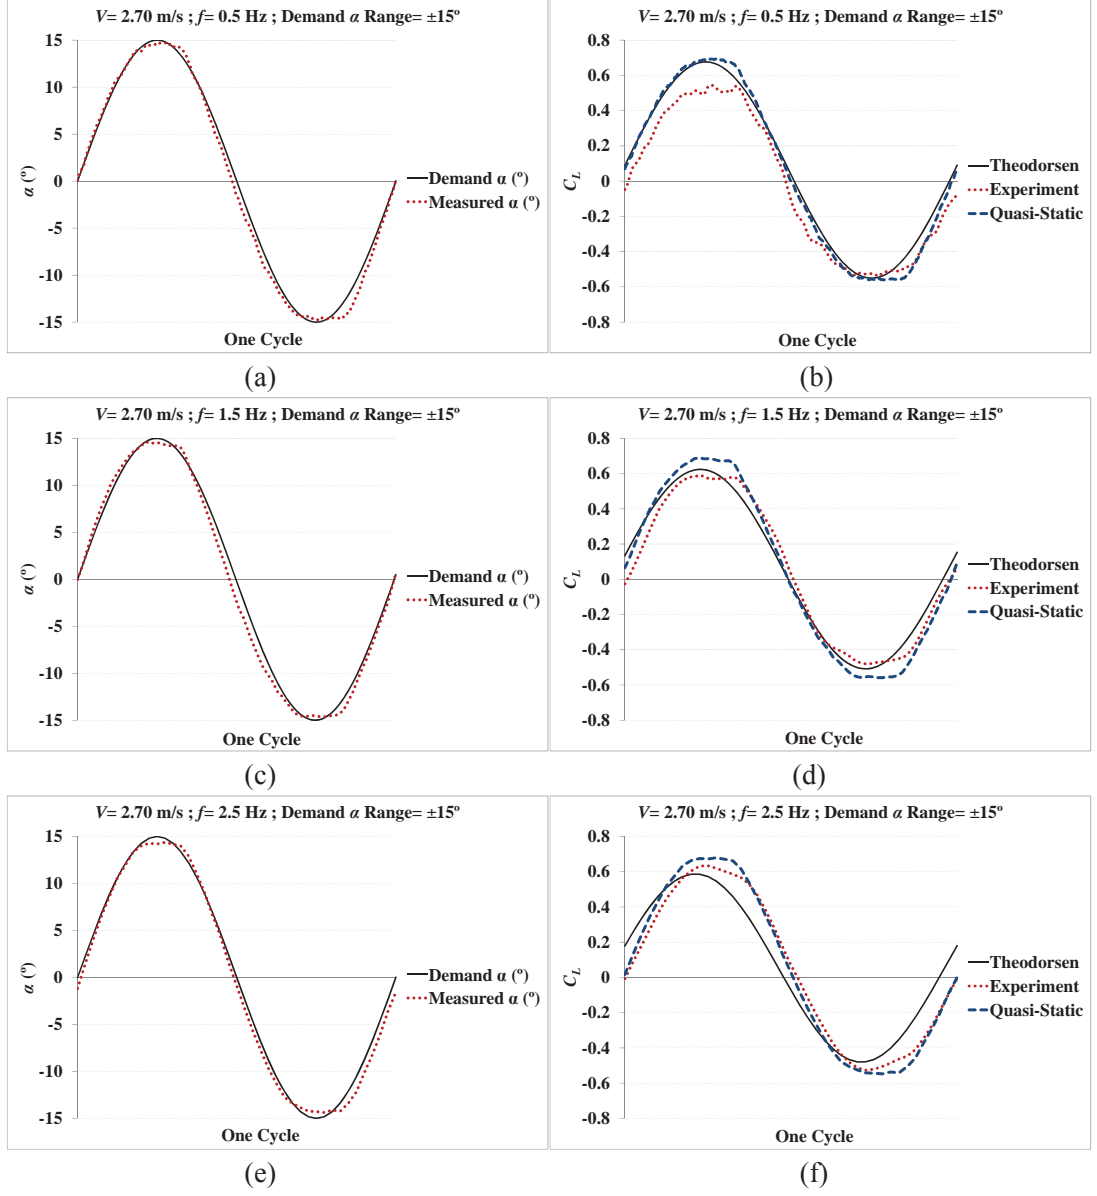 V= 2.70 m/s ; f= 0.5 Hz ; Demand α Range= ±15º
15
10
5
0
-5
-10
-15
α (º)
Demand α (º)
Measured α (º)
One Cycle
(a)
V= 2.70 m/s ; f= 0.5 Hz ; Demand α Range= ±15º
0.8
0.6
0.4
0.2
0
-0.2
-0.4
-0.6
-0.8
CL
Theodorsen
Experiment
Quasi-Static
One Cycle
(b)
V= 2.70 m/s ; f= 1.5 Hz ; Demand α Range= ±15º
15
10
5
0
-5
-10
-15
α (º)
Demand α (º)
Measured α (º)
One Cycle
(c)
V= 2.70 m/s ; f= 1.5 Hz ; Demand α Range= ±15º
0.8
0.6
0.4
0.2
0
-0.2
-0.4
-0.6
-0.8
CL
Theodorsen
Experiment
Quasi-Static
One Cycle
(d)
V= 2.70 m/s ; f= 2.5 Hz ; Demand α Range= ±15º
15
10
5
0
-5
-10
-15
α (º)
Demand α (º)
Measured α (º)
One Cycle
(e)
V= 2.70 m/s ; f= 2.5 Hz ; Demand α Range= ±15º
0.8
0.6
0.4
0.2
0
-0.2
-0.4
-0.6
-0.8
CL
Theodorsen
Experiment
Quasi-Static
One Cycle
(f)